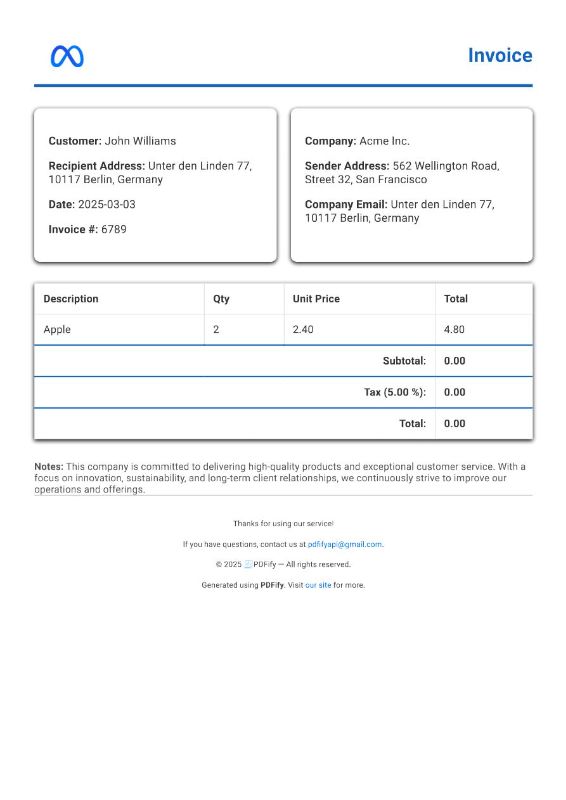 Invoice
Customer: John Williams
Recipient Address: Unter den Linden 77,
10117 Berlin, Germany
Date: 2025-03-03
Invoice #: 6789
Company: Acme Inc.
Sender Address: 562 Wellington Road,
Street 32, San Francisco
Company Email: Unter den Linden 77,
10117 Berlin, Germany
Description Qty Unit Price Total
Apple 2 2.40 4.80
Subtotal: 0.00
Tax (5.00 %): 0.00
Total: 0.00
Notes: This company is committed to delivering high-quality products and exceptional customer service. With a
focus on innovation, sustainability, and long-term client relationships, we continuously strive to improve our
operations and offerings.
Thanks for using our service!
If you have questions, contact us at pdfifyapi@gmail.com.
© 2025 🧾 PDFify — All rights reserved.
Generated using PDFify. Visit our site for more.